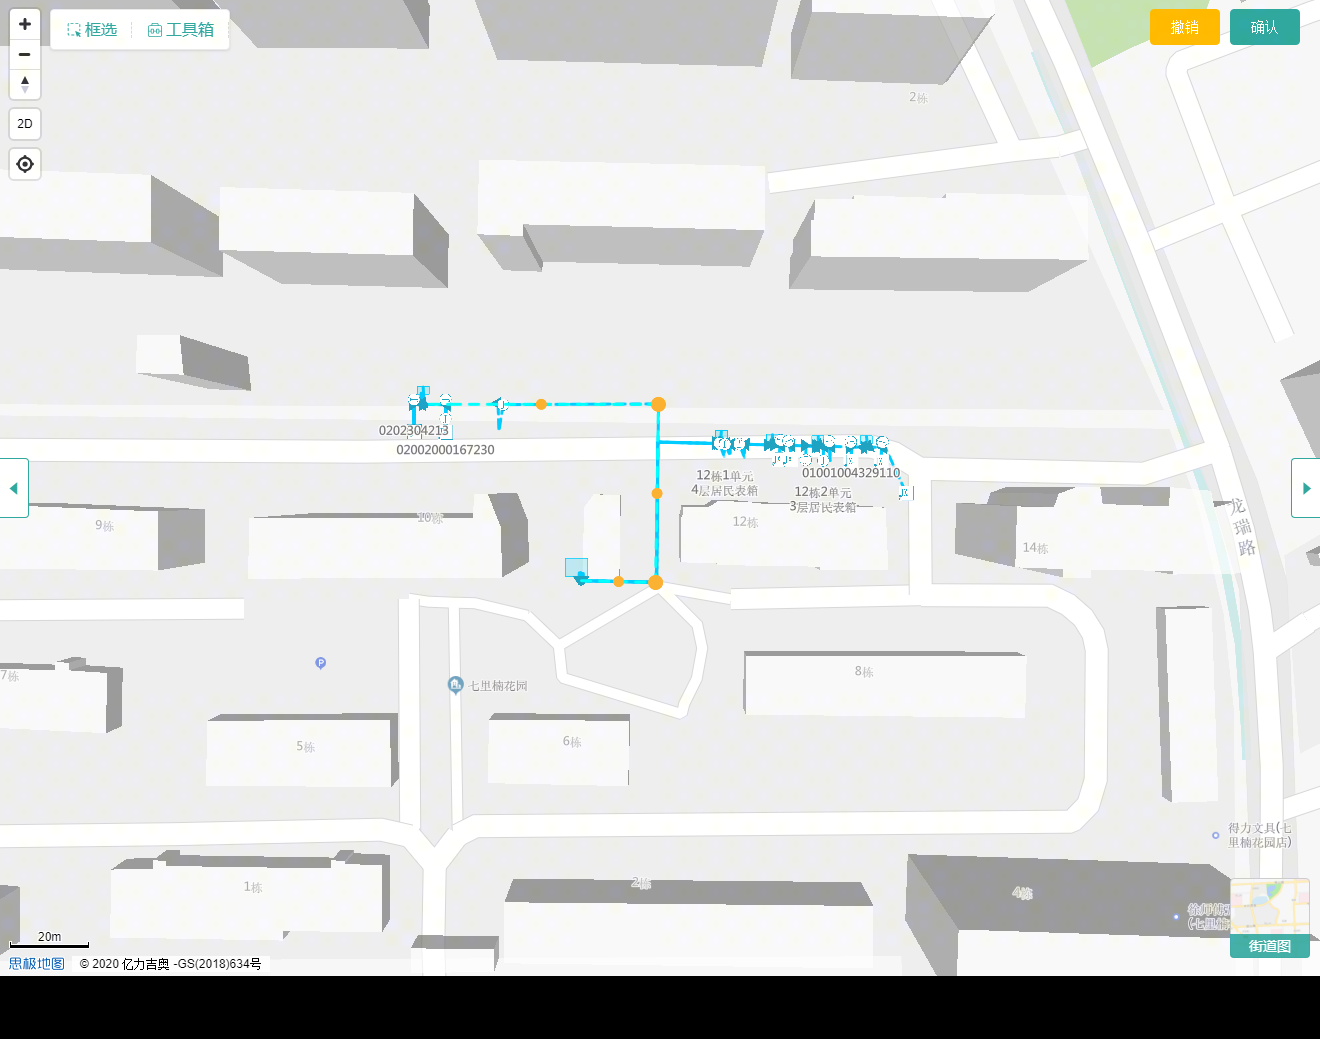 框选
工具箱
撤销
确认
2D
2栋
0202304213
02002000167230
12栋1单元
4层居民表箱
01001004329110
12栋2单元
3层居民表箱
9栋
10栋
12栋
14栋
龙瑞路
7栋
七里楠花园
8栋
5栋
6栋
得力文具(七
里楠花园店)
1栋
2栋
4栋
(七里楠
街道图
20m
思极地图
© 2020 亿力吉奥 -GS(2018)634号